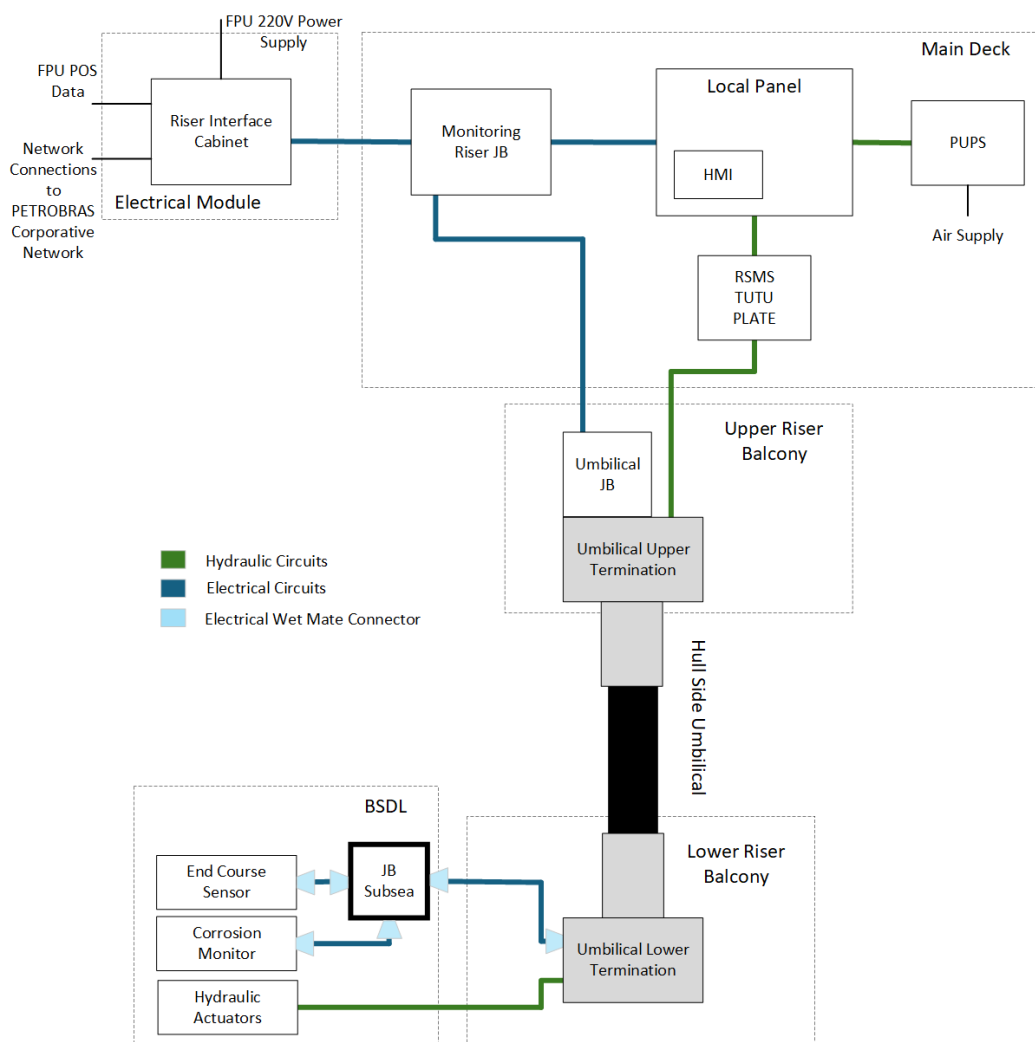 FPU 220V Power
Supply
FPU POS
Data
Riser Interface
Cabinet
Network
Connections
to
PETROBRAS
Corporative
Network
Electrical Module
Main Deck
Monitoring
Riser JB
Local Panel
HMI
PUPS
Air Supply
RSMS
TUTU
PLATE
Upper Riser
Balcony
Umbilical
JB
Umbilical Upper
Termination
Hydraulic Circuits
Electrical Circuits
Electrical Wet Mate Connector
Hull Side Umbilical
BSDL
End Course
Sensor
JB
Subsea
Corrosion
Monitor
Hydraulic
Actuators
Lower Riser
Balcony
Umbilical Lower
Termination